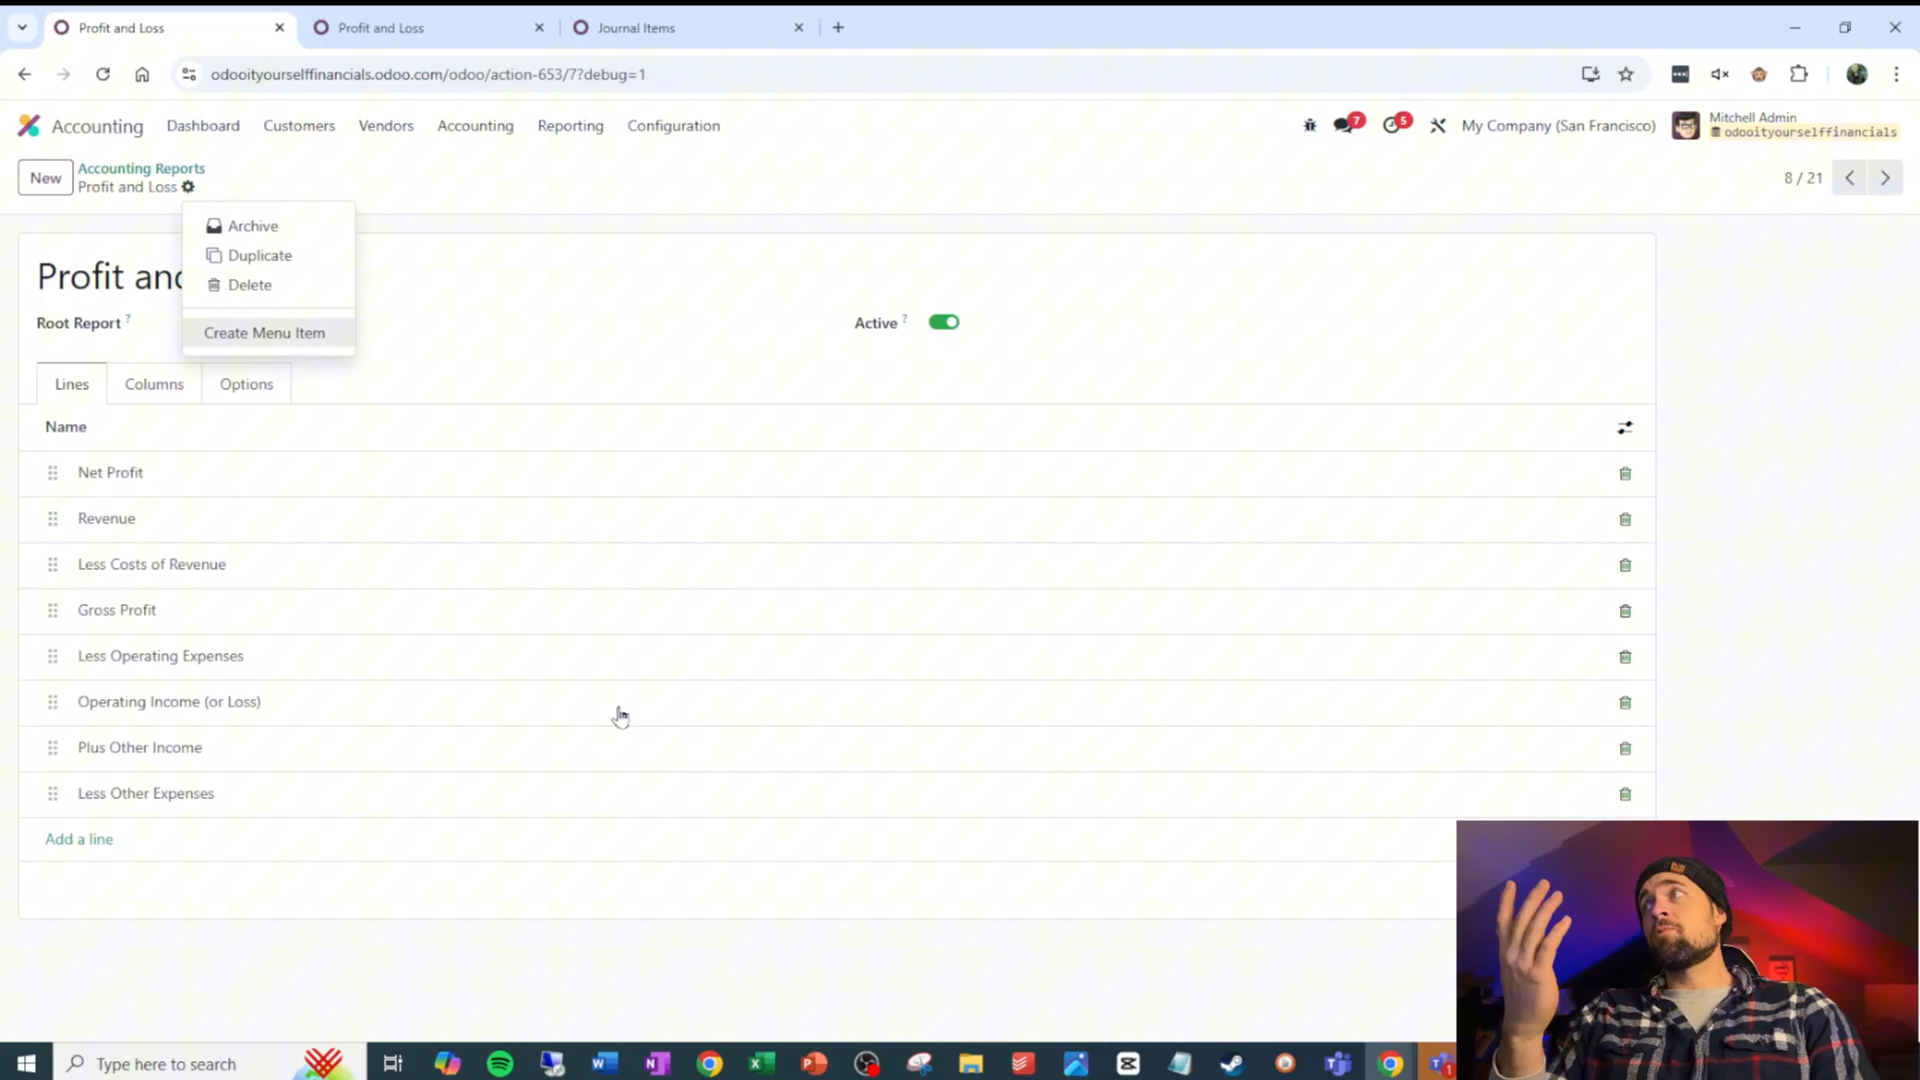 Profit and Loss
Profit and Loss
Journal Items
odooityourselffinancials.odoo.com/odoo/action-653/7?debug=1
Accounting
Dashboard
Customers
Vendors
Accounting
Reporting
Configuration
7
5
My Company (San Francisco)
Mitchell Admin
odooityourselffinancials
New
Accounting Reports
Profit and Loss
8 / 21
Archive
Duplicate
Delete
Create Menu Item
Profit and
Root Report ?
Active ?
Lines
Columns
Options
Name
Net Profit
Revenue
Less Costs of Revenue
Gross Profit
Less Operating Expenses
Operating Income (or Loss)
Plus Other Income
Less Other Expenses
Add a line
Type here to search